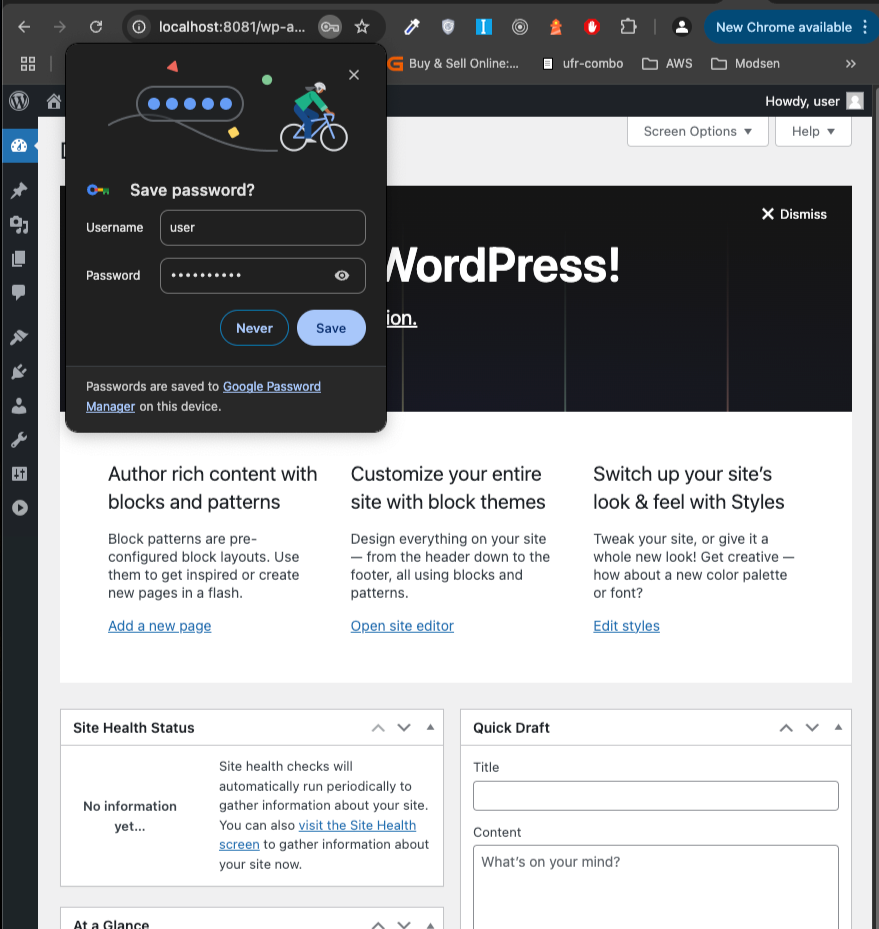 localhost:8081/wp-a...
New Chrome available
Buy & Sell Online:...
ufr-combo
AWS
Modsen
Howdy, user
Screen Options
Help
Save password?
Username
user
Password
••••••••••
Never
Save
Passwords are saved to Google Password
Manager on this device.
Dismiss
WordPress!
ion.
Author rich content with
blocks and patterns
Block patterns are pre-
configured block layouts. Use
them to get inspired or create
new pages in a flash.
Add a new page
Customize your entire
site with block themes
Design everything on your site
— from the header down to the
footer, all using blocks and
patterns.
Open site editor
Switch up your site’s
look & feel with Styles
Tweak your site, or give it a
whole new look! Get creative —
how about a new color palette
or font?
Edit styles
Site Health Status
No information
yet...
Site health checks will
automatically run periodically to
gather information about your site.
You can also visit the Site Health
screen to gather information about
your site now.
Quick Draft
Title
Content
What’s on your mind?
At a Glance